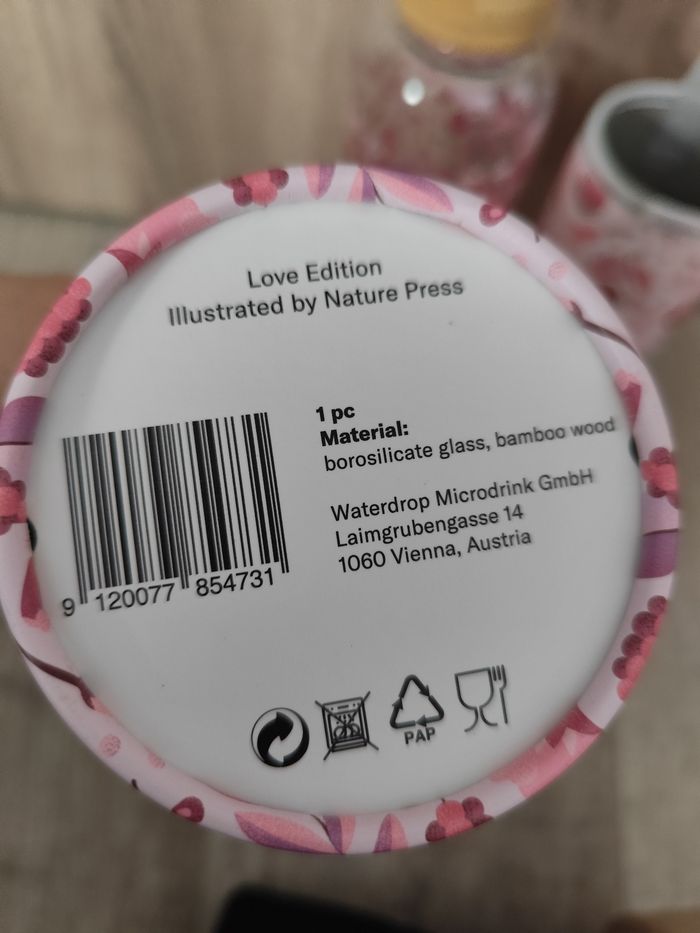 Love Edition
Illustrated by Nature Press
1 pc
Material:
borosilicate glass, bamboo wood
Waterdrop Microdrink GmbH
Laimgrubengasse 14
1060 Vienna, Austria
9 120077 854731
PAP